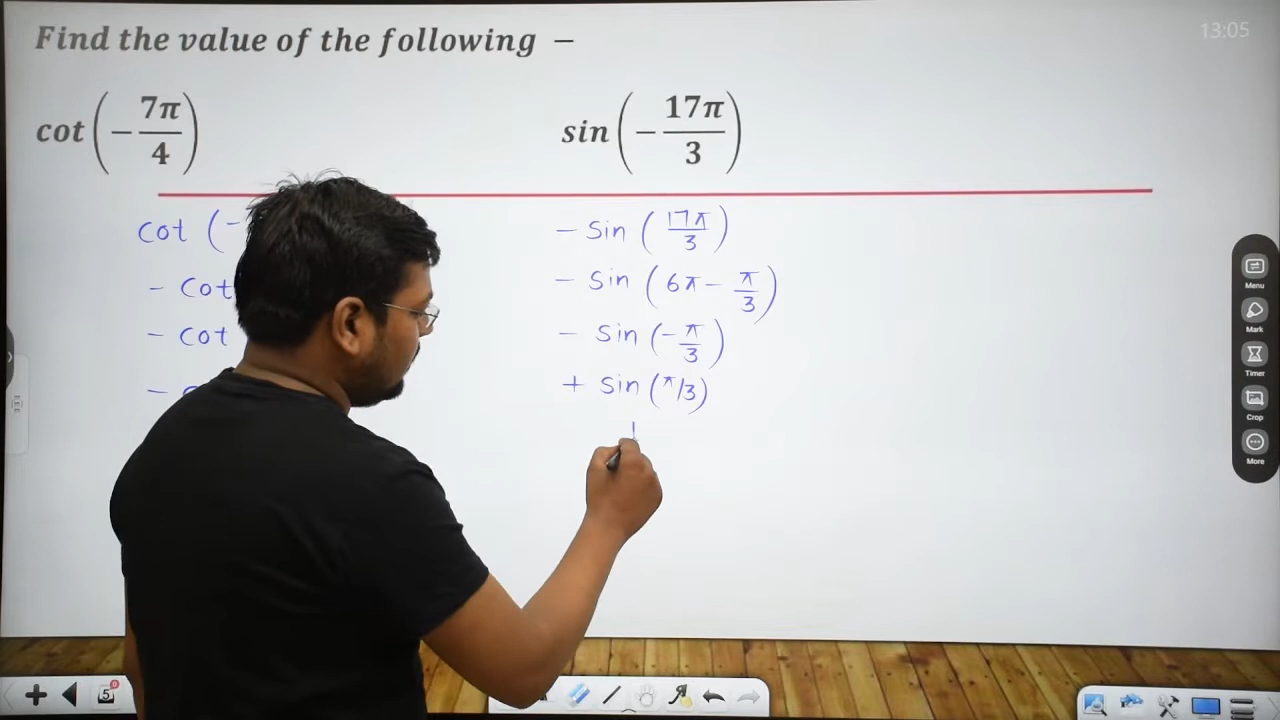 Find the value of the following –
13:05
cot(-7π/4)
sin(-17π/3)
cot (-
- cot
- cot
-
- sin (17π/3)
- sin (6π - π/3)
- sin (-π/3)
+ sin (π/3)
Menu
Mark
Timer
Crop
More
5